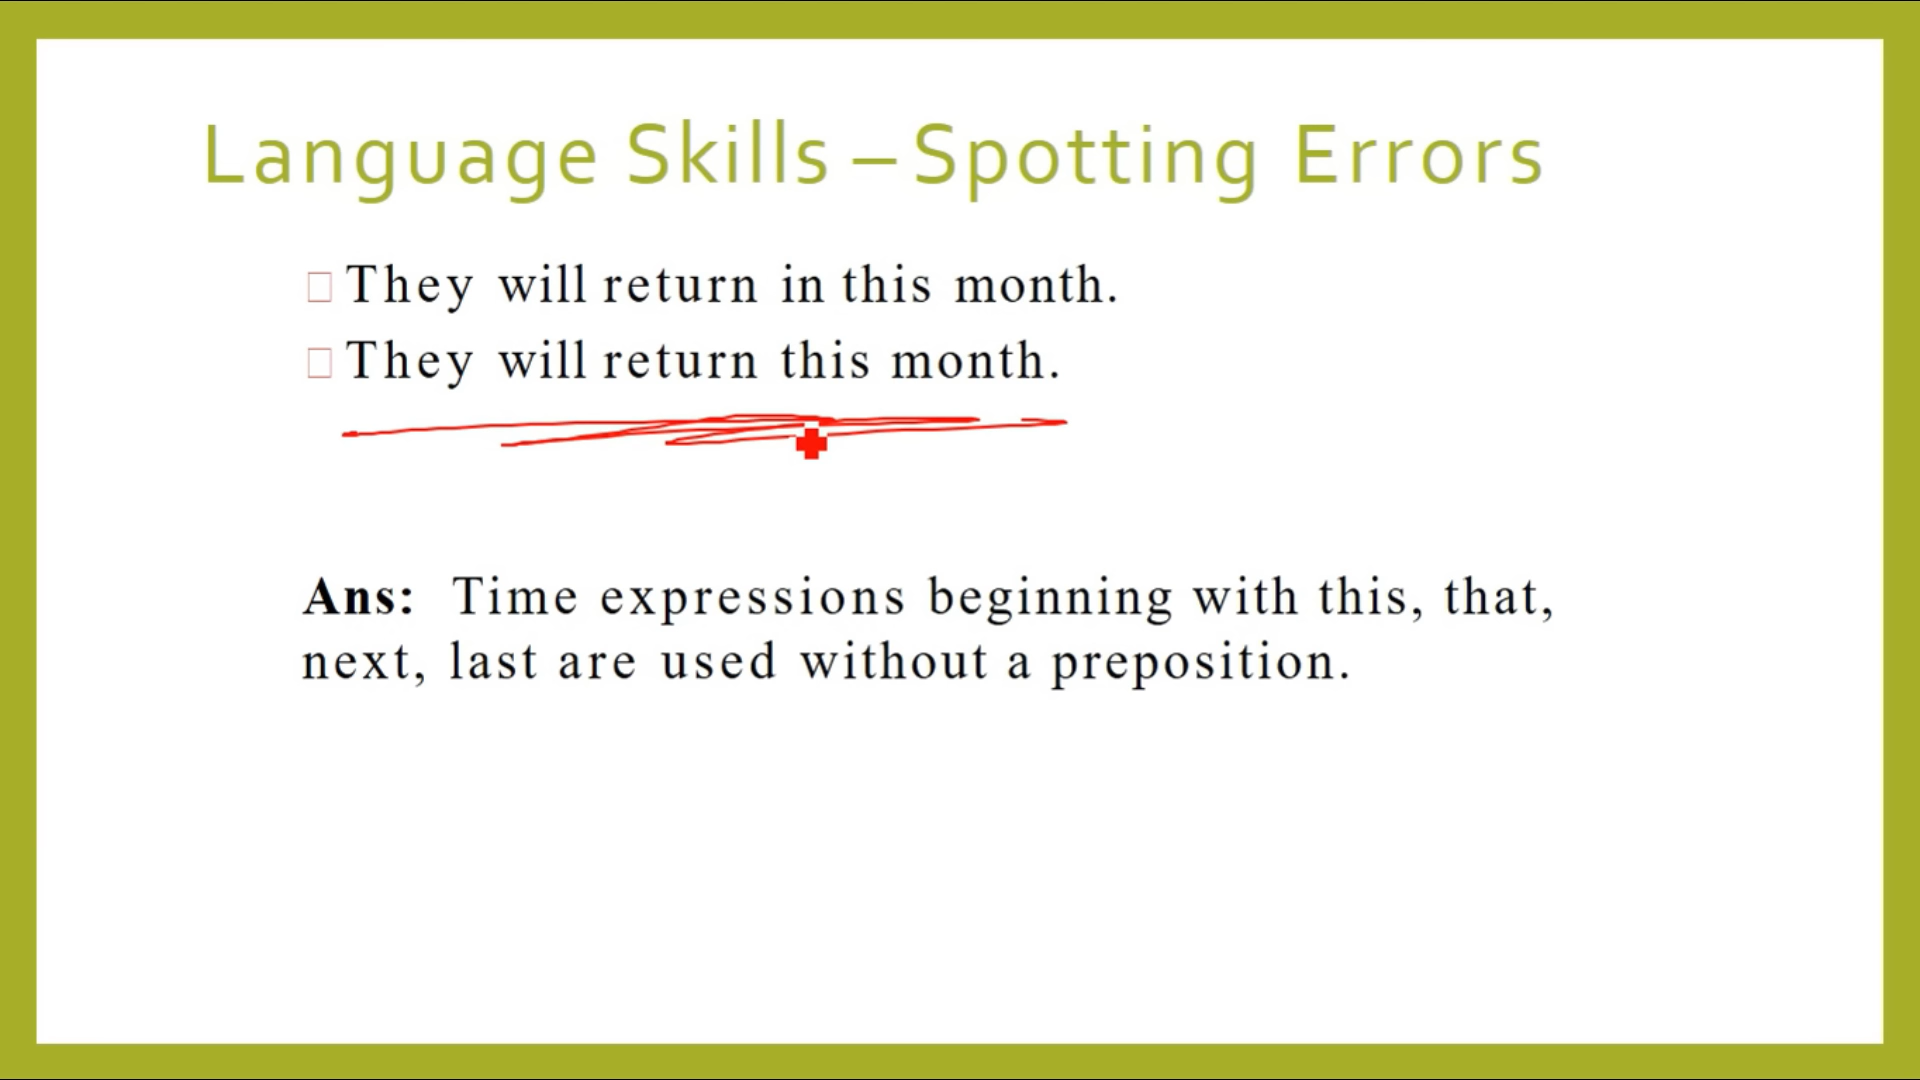 Language Skills – Spotting Errors
They will return in this month.
They will return this month.
Ans: Time expressions beginning with this, that,
next, last are used without a preposition.